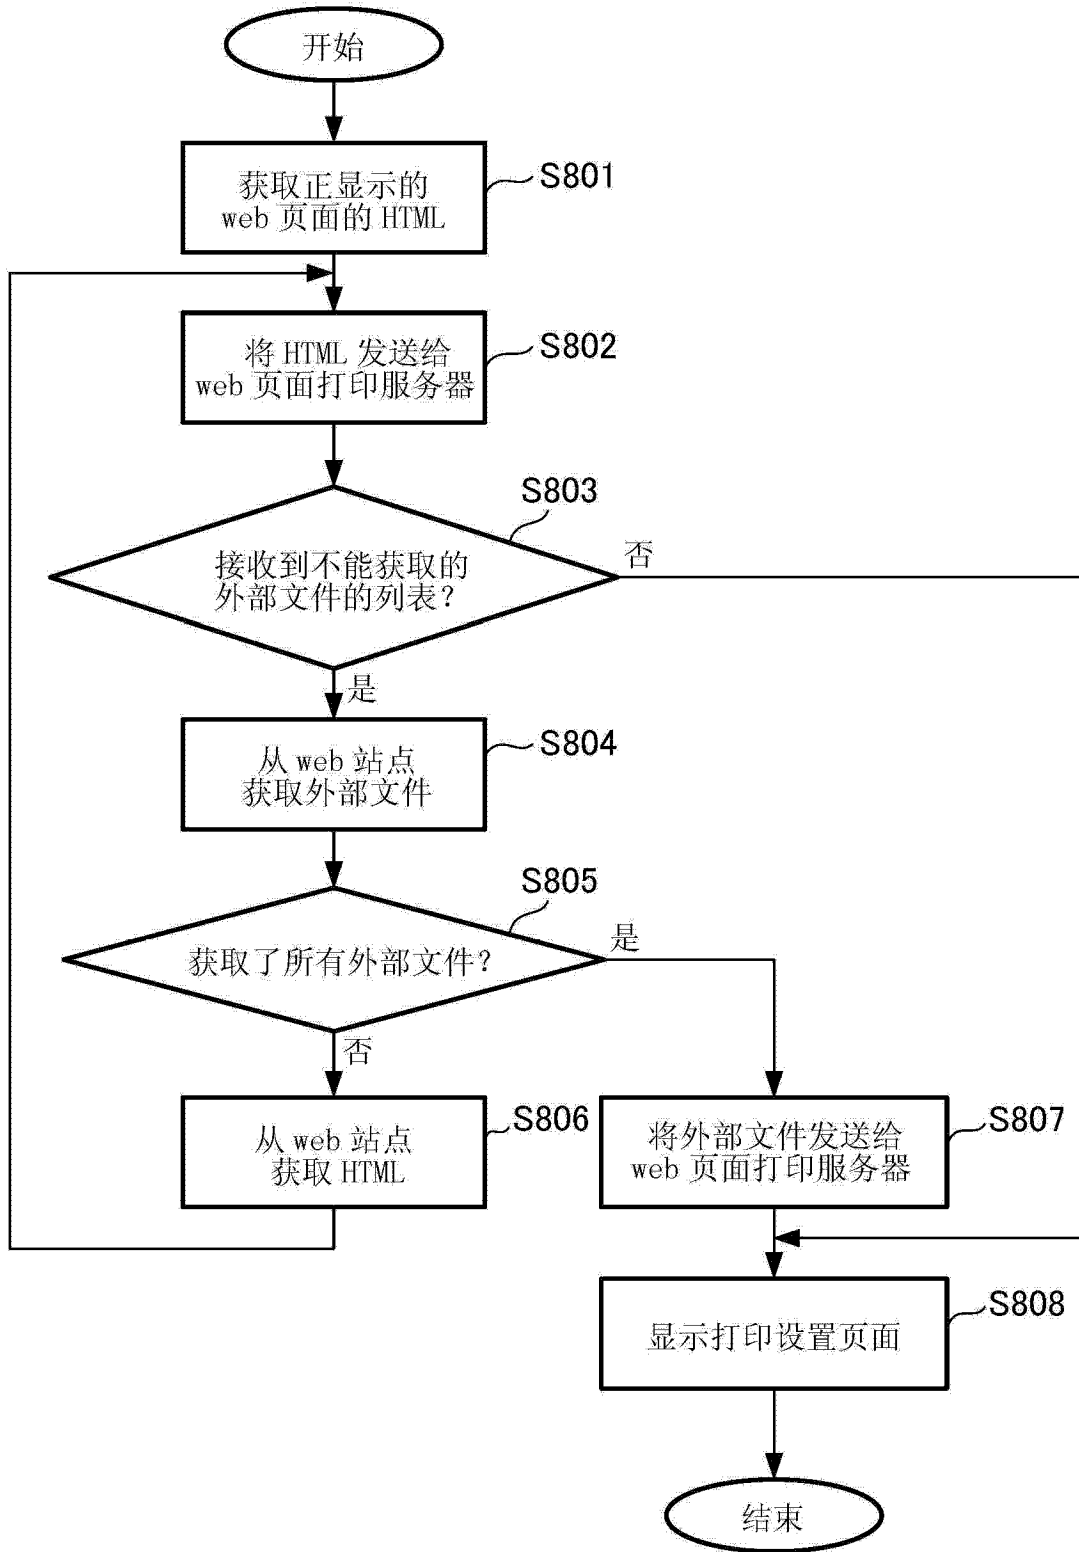 开始
获取正显示的
web 页面的 HTML
S801
将 HTML 发送给
web 页面打印服务器
S802
S803
接收到不能获取的
外部文件的列表？
否
是
从 web 站点
获取外部文件
S804
S805
获取了所有外部文件？
是
否
从 web 站点
获取 HTML
S806
将外部文件发送给
web 页面打印服务器
S807
显示打印设置页面
S808
结束